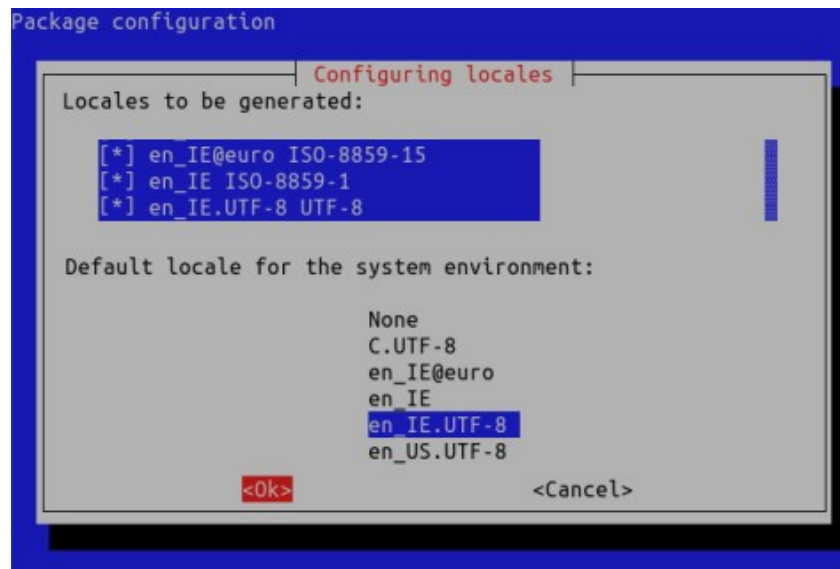 Package configuration
Configuring locales
Locales to be generated:
[*] en_IE@euro ISO-8859-15
[*] en_IE ISO-8859-1
[*] en_IE.UTF-8 UTF-8
Default locale for the system environment:
None
C.UTF-8
en_IE@euro
en_IE
en_IE.UTF-8
en_US.UTF-8
<Ok> <Cancel>